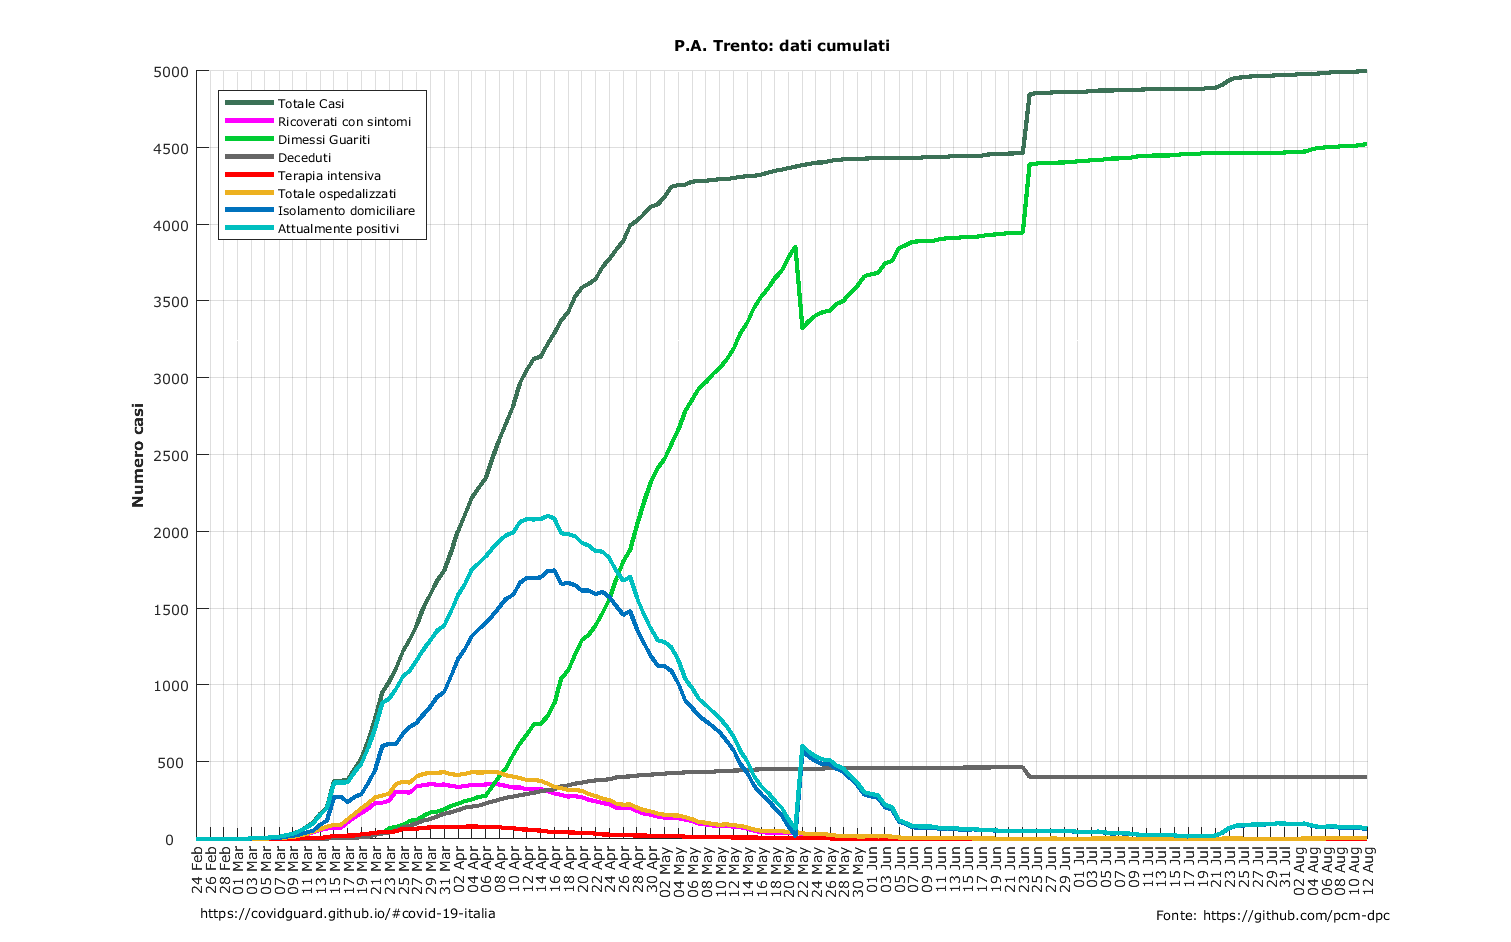 P.A. Trento: dati cumulati
Numero casi
5000
4500
4000
3500
3000
2500
2000
1500
1000
500
0
Totale Casi
Ricoverati con sintomi
Dimessi Guariti
Deceduti
Terapia intensiva
Totale ospedalizzati
Isolamento domiciliare
Attualmente positivi
24 Feb
26 Feb
28 Feb
01 Mar
03 Mar
05 Mar
07 Mar
09 Mar
11 Mar
13 Mar
15 Mar
17 Mar
19 Mar
21 Mar
23 Mar
25 Mar
27 Mar
29 Mar
31 Mar
02 Apr
04 Apr
06 Apr
08 Apr
10 Apr
12 Apr
14 Apr
16 Apr
18 Apr
20 Apr
22 Apr
24 Apr
26 Apr
28 Apr
30 Apr
02 May
04 May
06 May
08 May
10 May
12 May
14 May
16 May
18 May
20 May
22 May
24 May
26 May
28 May
30 May
01 Jun
03 Jun
05 Jun
07 Jun
09 Jun
11 Jun
13 Jun
15 Jun
17 Jun
19 Jun
21 Jun
23 Jun
25 Jun
27 Jun
29 Jun
01 Jul
03 Jul
05 Jul
07 Jul
09 Jul
11 Jul
13 Jul
15 Jul
17 Jul
19 Jul
21 Jul
23 Jul
25 Jul
27 Jul
29 Jul
31 Jul
02 Aug
04 Aug
06 Aug
08 Aug
10 Aug
12 Aug
https://covidguard.github.io/#covid-19-italia
Fonte: https://github.com/pcm-dpc